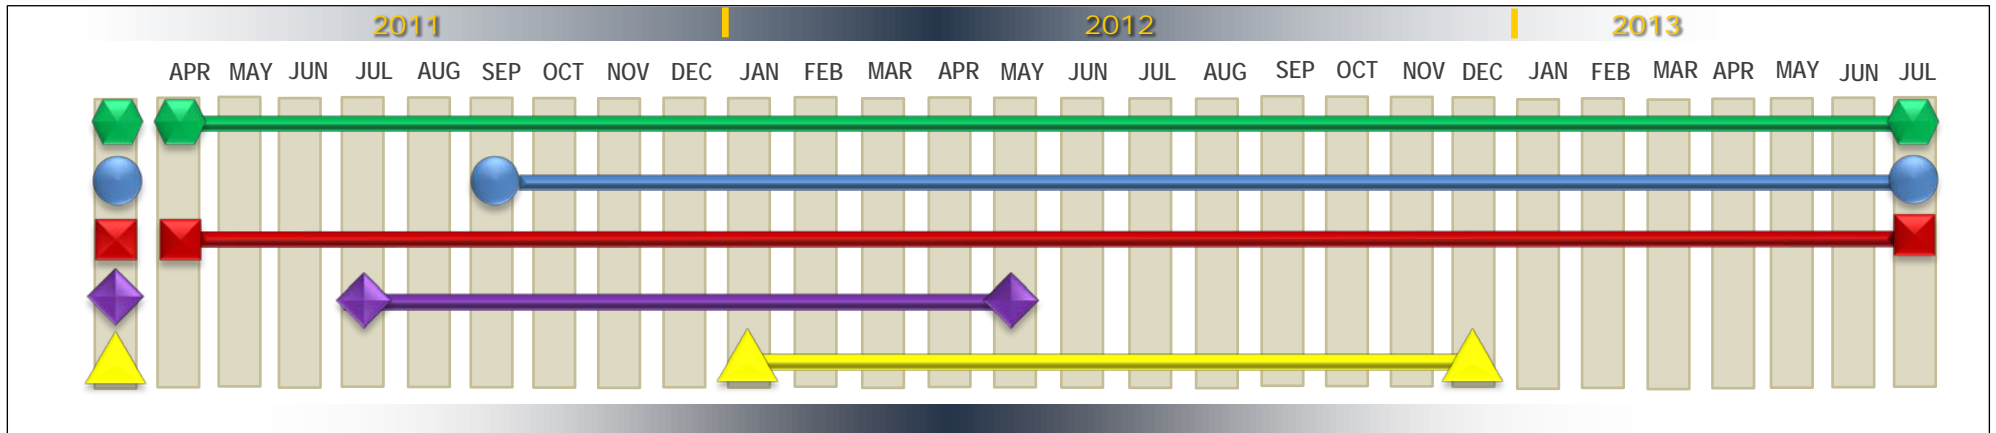 2011 2012 2013
APR MAY JUN JUL AUG SEP OCT NOV DEC JAN FEB MAR APR MAY JUN JUL AUG SEP OCT NOV DEC JAN FEB MAR APR MAY JUN JUL